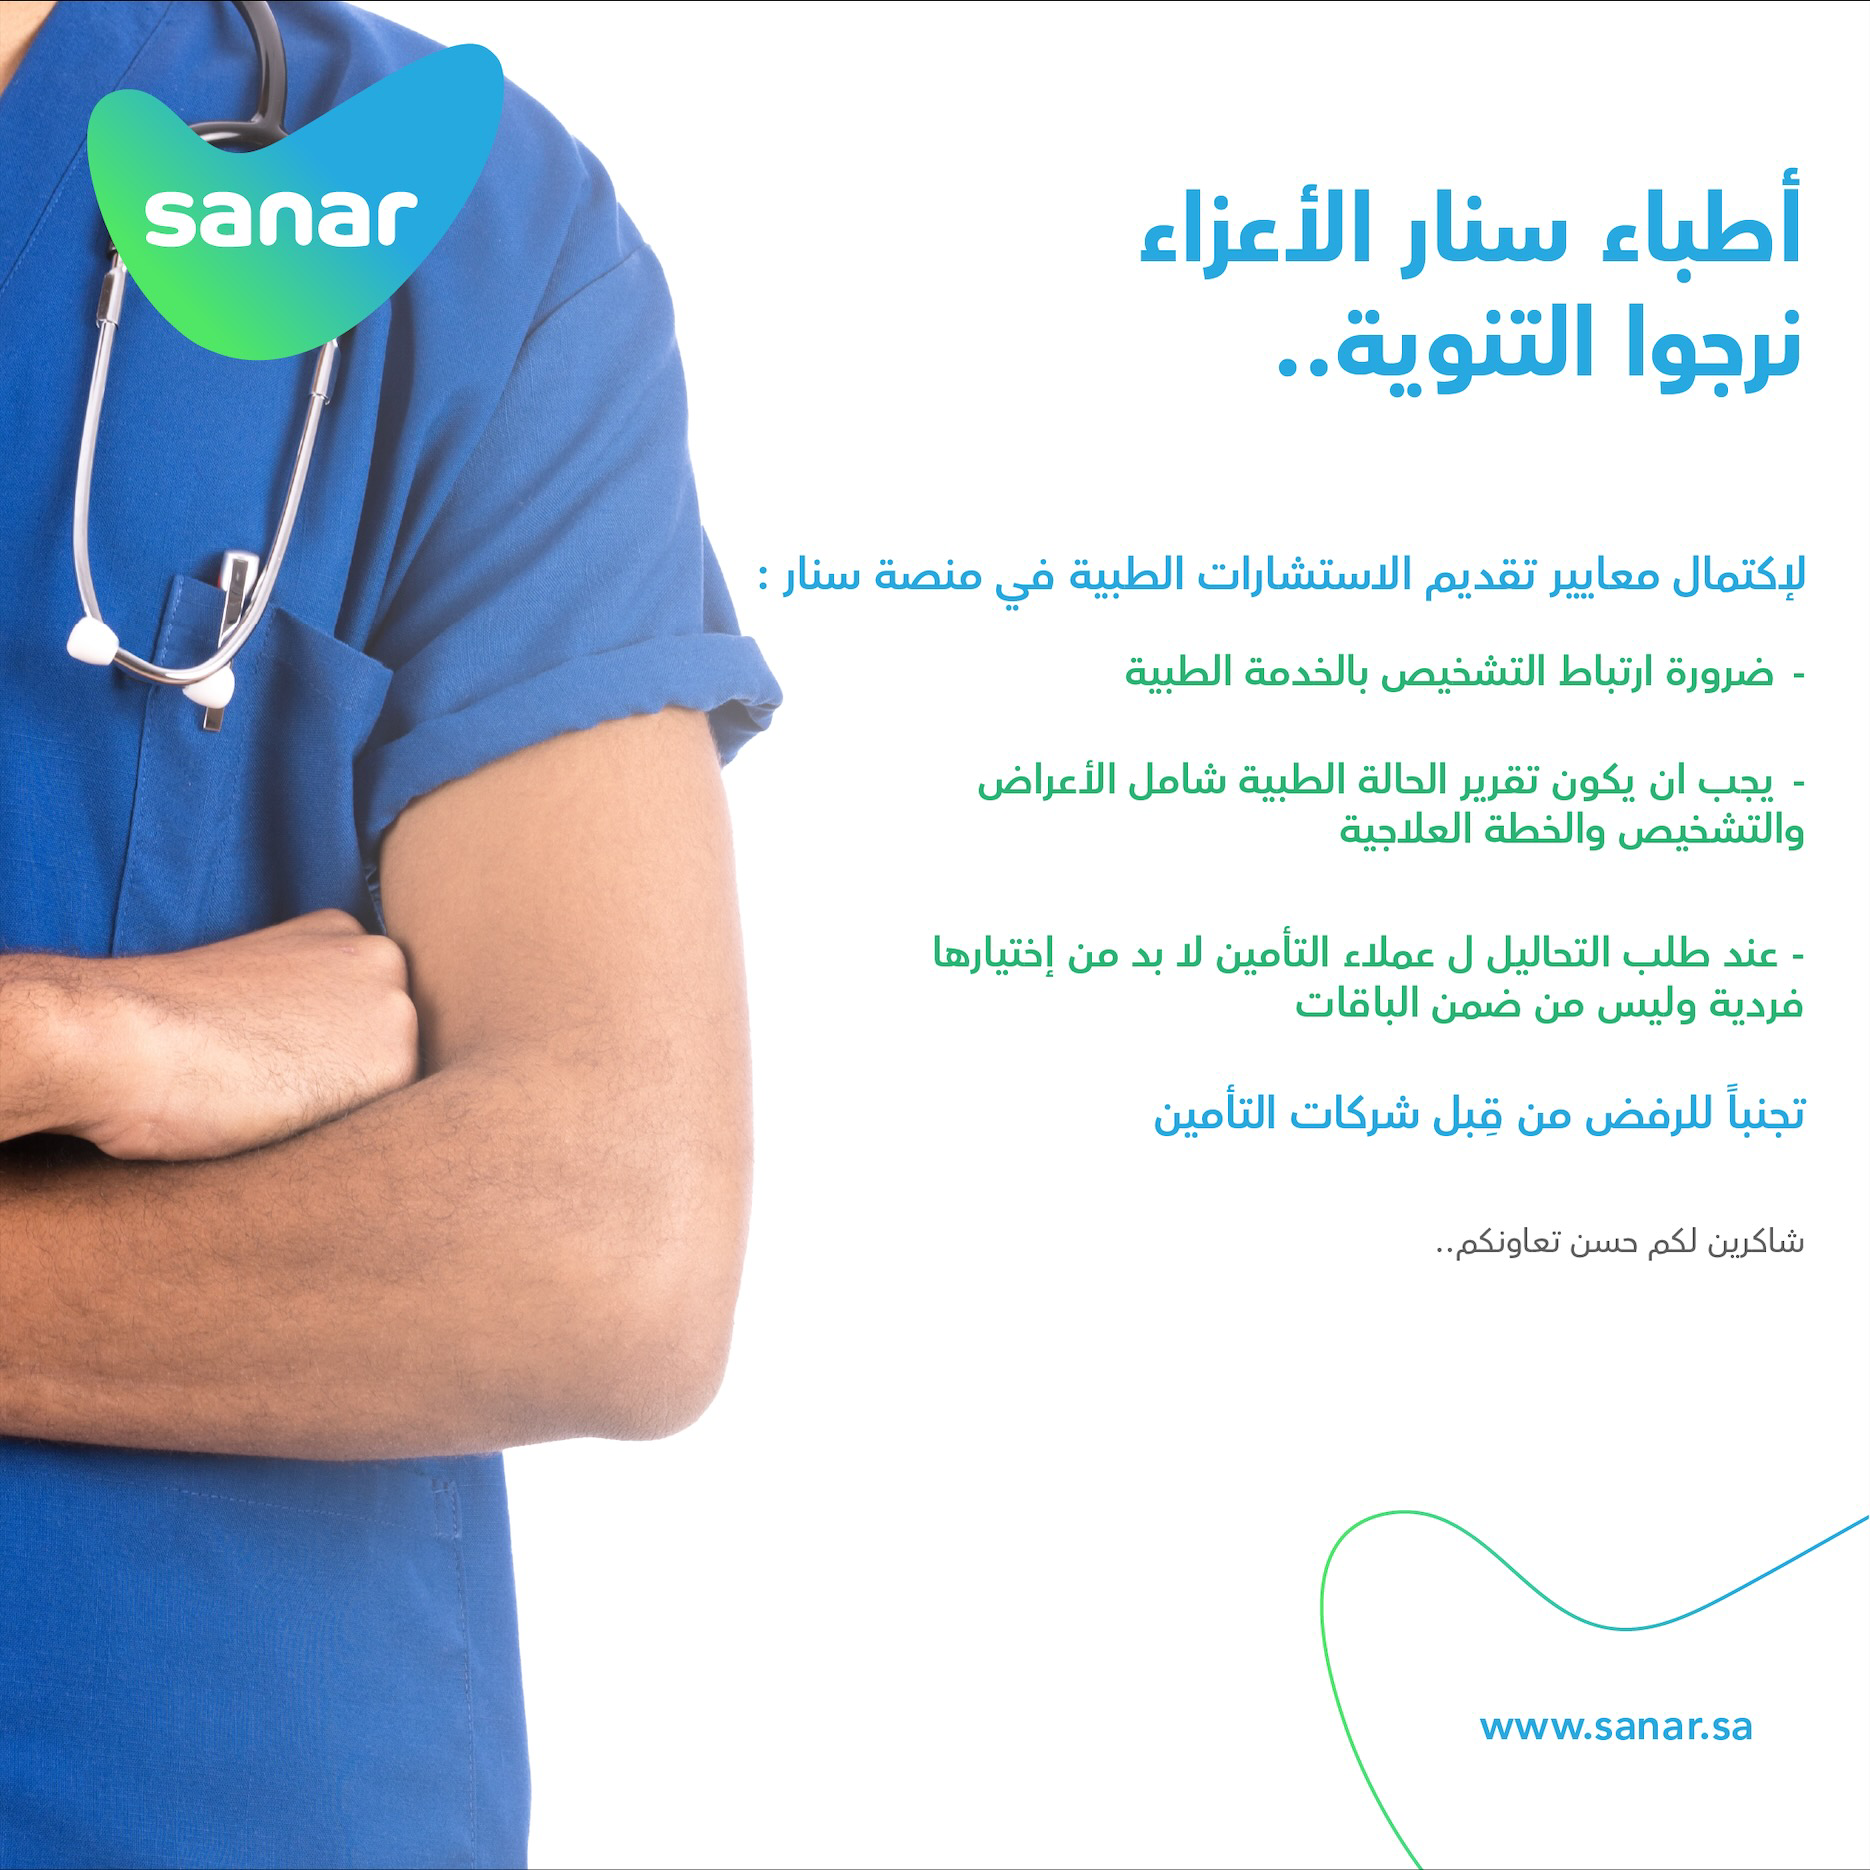 sanar
أطباء سنار الأعزاء
نرجوا التنوية..
لإكتمال معايير تقديم الاستشارات الطبية في منصة سنار :
- ضرورة ارتباط التشخيص بالخدمة الطبية
- يجب ان يكون تقرير الحالة الطبية شامل الأعراض
والتشخيص والخطة العلاجية
- عند طلب التحاليل ل عملاء التأمين لا بد من إختيارها
فردية وليس من ضمن الباقات
تجنباً للرفض من قِبل شركات التأمين
شاكرين لكم حسن تعاونكم..
www.sanar.sa